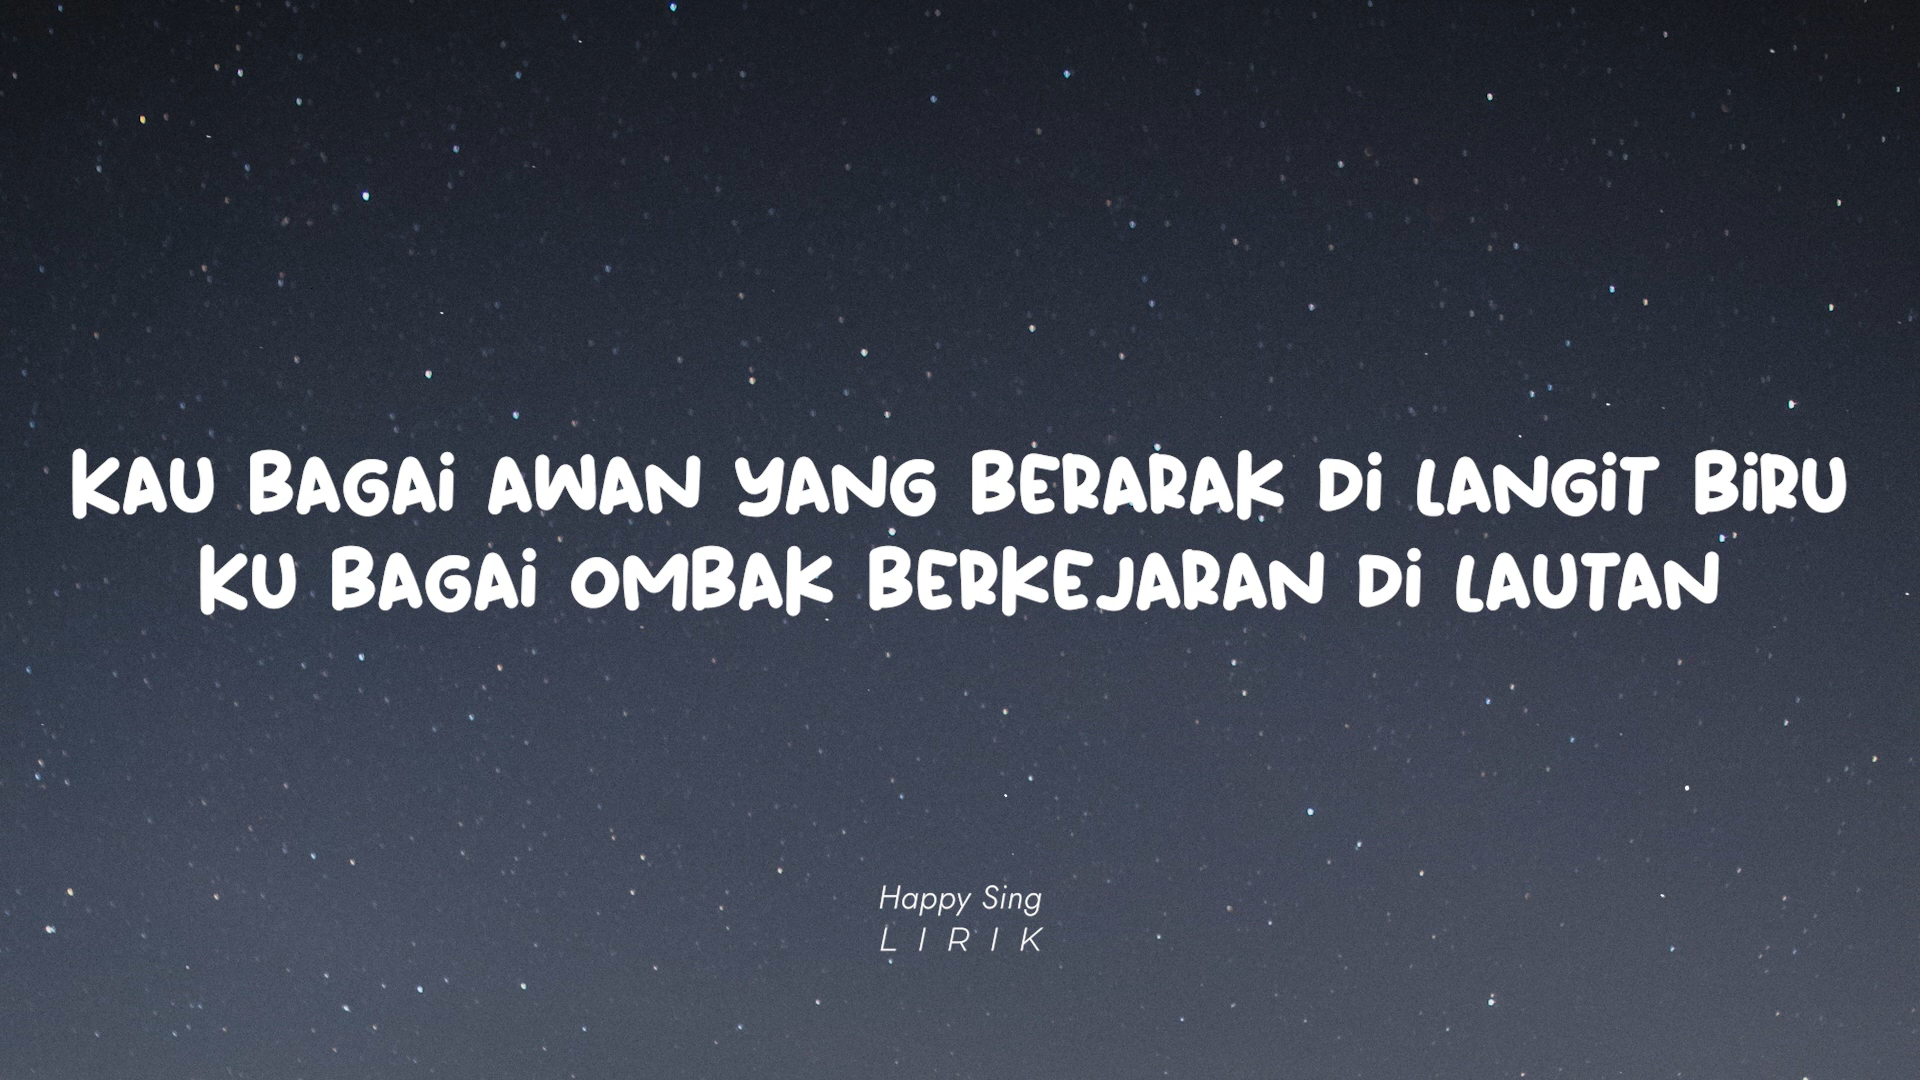 KAU BAGAi AWAN YANG BERARAK Di LANGiT BiRU
KU BAGAi OMBAK BERKEJARAN Di LAUTAN
Happy Sing
LIRIK